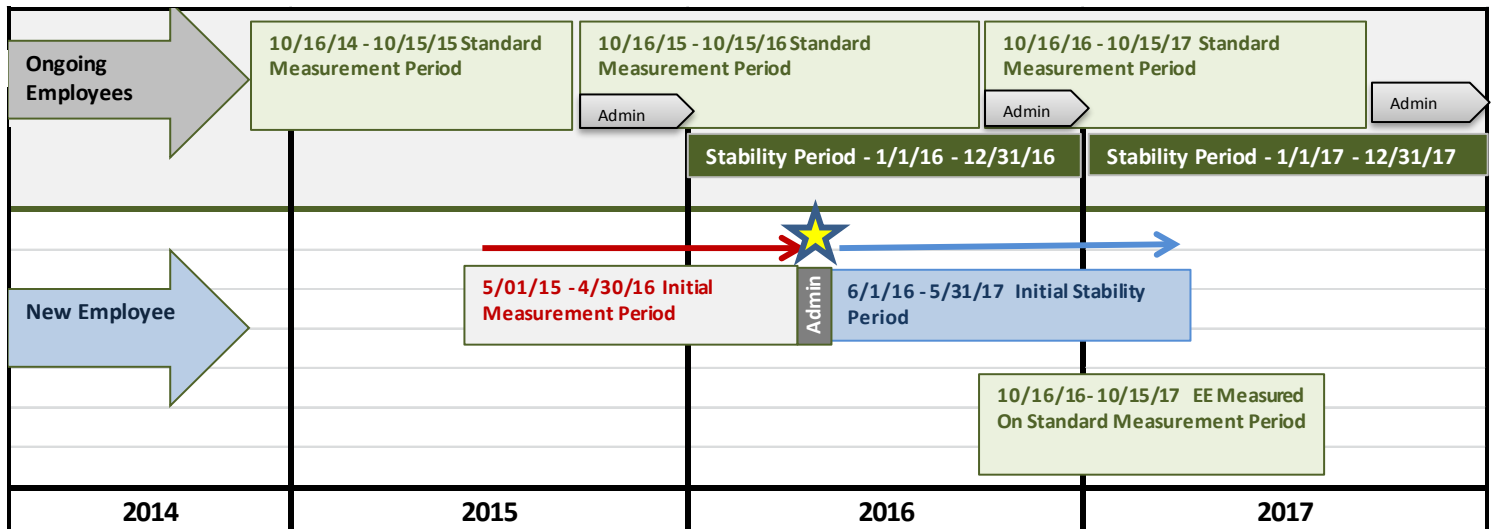 Ongoing
Employees
10/16/14 - 10/15/15 Standard
Measurement Period
10/16/15 - 10/15/16 Standard
Measurement Period
10/16/16 - 10/15/17 Standard
Measurement Period
Admin
Admin
Admin
Stability Period - 1/1/16 - 12/31/16
Stability Period - 1/1/17 - 12/31/17
New Employee
5/01/15 - 4/30/16 Initial
Measurement Period
Admin
6/1/16 - 5/31/17 Initial Stability
Period
10/16/16- 10/15/17 EE Measured
On Standard Measurement Period
2014
2015
2016
2017